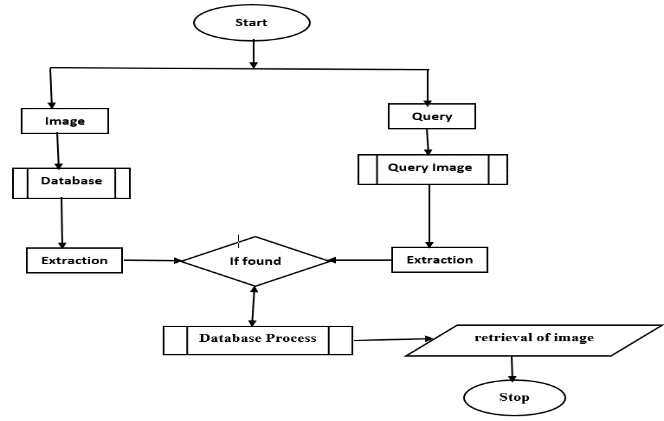 Start
Image
Query
Database
Query Image
Extraction
If found
Extraction
Database Process
retrieval of image
Stop